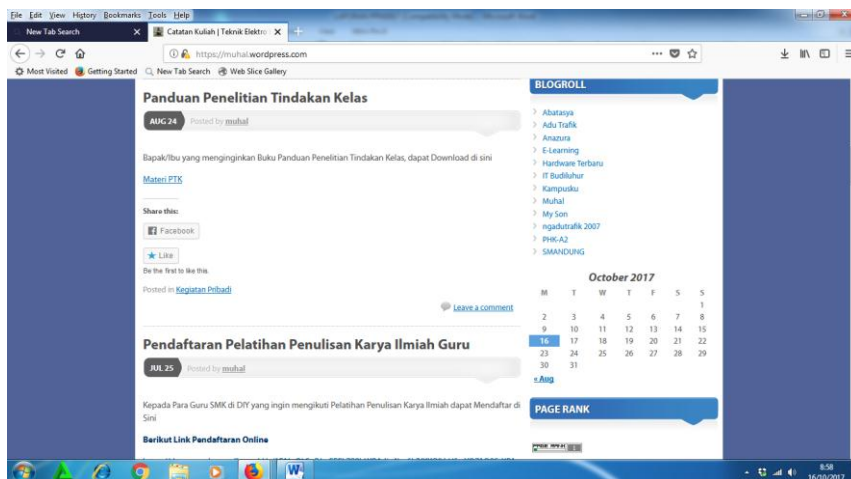 File Edit View History Bookmarks Tools Help
New Tab Search
Catatan Kuliah | Teknik Elektro
https://muhal.wordpress.com
Most Visited Getting Started New Tab Search Web Slice Gallery
Panduan Penelitian Tindakan Kelas
AUG 24 Posted by muhal
Bapak/Ibu yang menginginkan Buku Panduan Penelitian Tindakan Kelas, dapat Download di sini
Materi PTK
Share this:
Facebook
Like
Be the first to like this.
Posted in Kegiatan Pribadi
Leave a comment
Pendaftaran Pelatihan Penulisan Karya Ilmiah Guru
JUL 25 Posted by muhal
Kepada Para Guru SMK di DIY yang ingin mengikuti Pelatihan Penulisan Karya Ilmiah dapat Mendaftar di
Sini
Berikut Link Pendaftaran Online
BLOGROLL
Abatasya
Adu Trafik
Anazura
E-Learning
Hardware Terbaru
IT Budiluhur
Kampusku
Muhal
My Son
ngadutrafik 2007
PHK-A2
SMANDUNG
October 2017
M T W T F S S
1
2 3 4 5 6 7 8
9 10 11 12 13 14 15
16 17 18 19 20 21 22
23 24 25 26 27 28 29
30 31
« Aug
PAGE RANK
8:58
16/10/2017